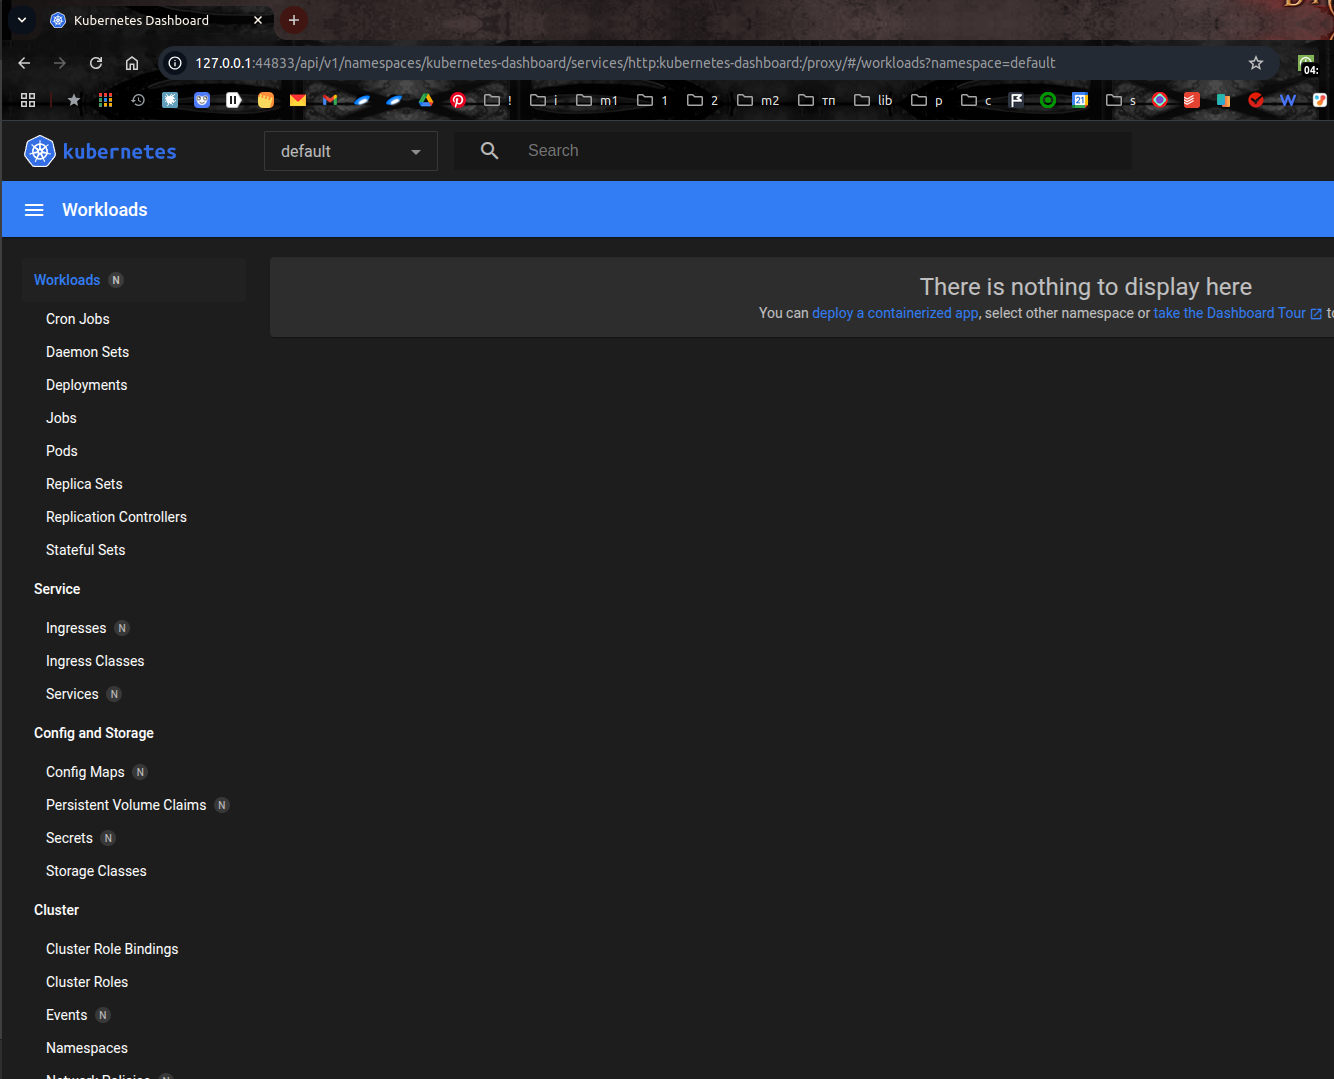 Kubernetes Dashboard
127.0.0.1:44833/api/v1/namespaces/kubernetes-dashboard/services/http:kubernetes-dashboard:/proxy/#/workloads?namespace=default
04:
! i m1 1 2 m2 тп lib р с 21 s
kubernetes
default
Search
Workloads
Workloads N
There is nothing to display here
You can deploy a containerized app, select other namespace or take the Dashboard Tour
Cron Jobs
Daemon Sets
Deployments
Jobs
Pods
Replica Sets
Replication Controllers
Stateful Sets
Service
Ingresses N
Ingress Classes
Services N
Config and Storage
Config Maps N
Persistent Volume Claims N
Secrets N
Storage Classes
Cluster
Cluster Role Bindings
Cluster Roles
Events N
Namespaces